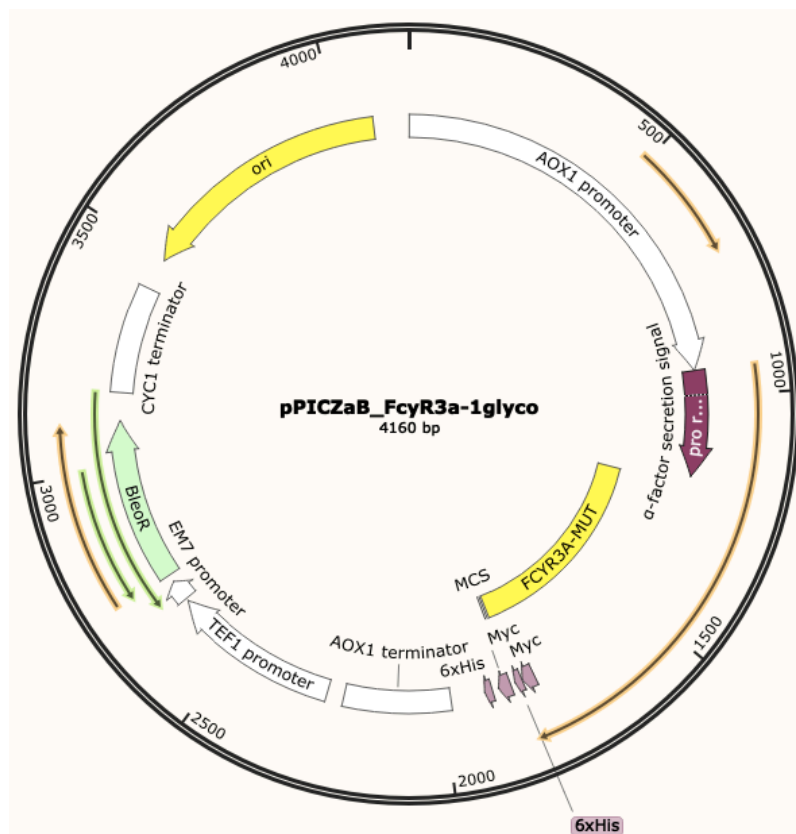 4000
500
ori
AOX1 promoter
3500
α-factor secretion signal
1000
CYC1 terminator
pPICZaB_FcyR3a-1glyco
4160 bp
pro r...
BleoR
3000
FCYR3A-MUT
EM7 promoter
MCS
Myc
Myc
AOX1 terminator
6xHis
TEF1 promoter
1500
2500
2000
6xHis